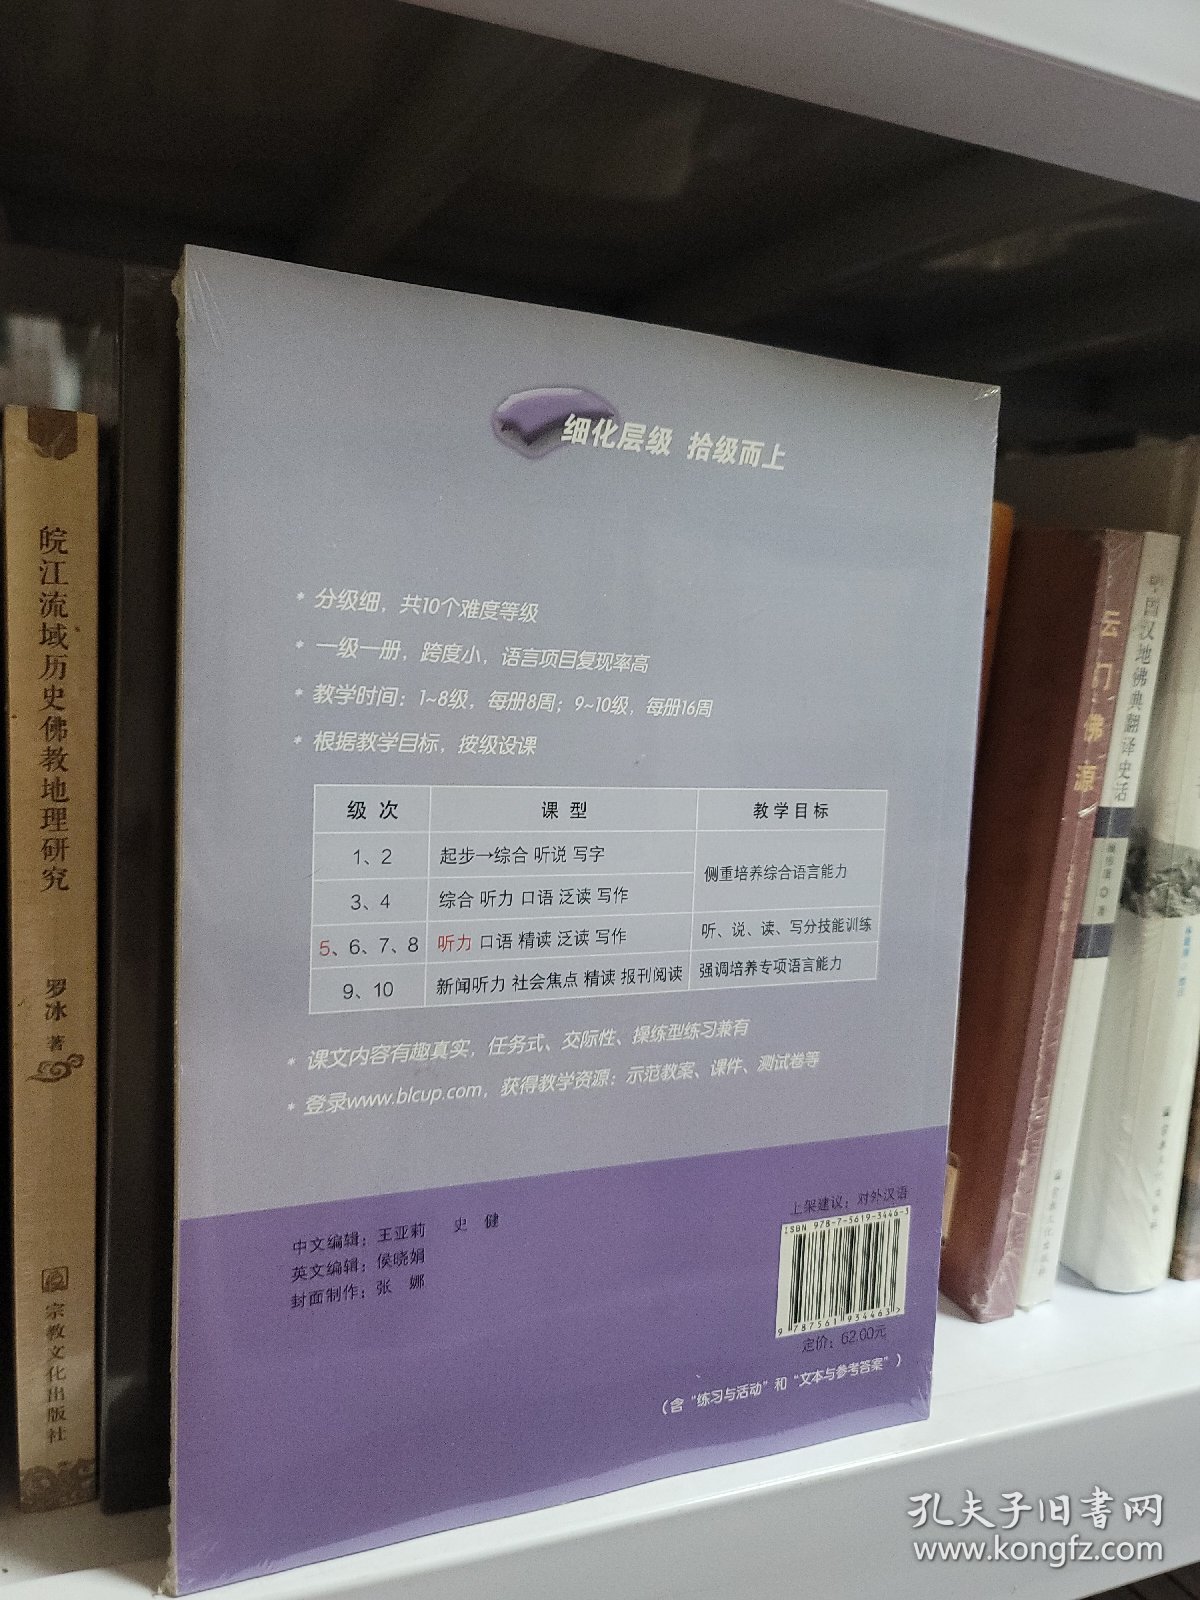 细化层级 拾级而上
* 分级细，共10个难度等级
* 一级一册，跨度小，语言项目复现率高
* 教学时间：1~8级，每册8周；9~10级，每册16周
* 根据教学目标，按级设课
级 次 课 型 教学目标
1、2 起步→综合 听说 写字 侧重培养综合语言能力
3、4 综合 听力 口语 泛读 写作
5、6、7、8 听力 口语 精读 泛读 写作 听、说、读、写分技能训练
9、10 新闻听力 社会焦点 精读 报刊阅读 强调培养专项语言能力
* 课文内容有趣真实，任务式、交际性、操练型练习兼有
* 登录www.blcup.com，获得教学资源：示范教案、课件、测试卷等
中文编辑：王亚莉 史 健
英文编辑：侯晓娟
封面制作：张 娜
上架建议：对外汉语
ISBN 978-7-5619-3446-3
9 787561 934463 >
定价：62.00元
（含“练习与活动”和“文本与参考答案”）
皖江流域历史佛教地理研究
罗冰 著
宗教文化出版社
云门佛源
中国汉地佛典翻译史话
孔夫子旧书网
www.kongfz.com